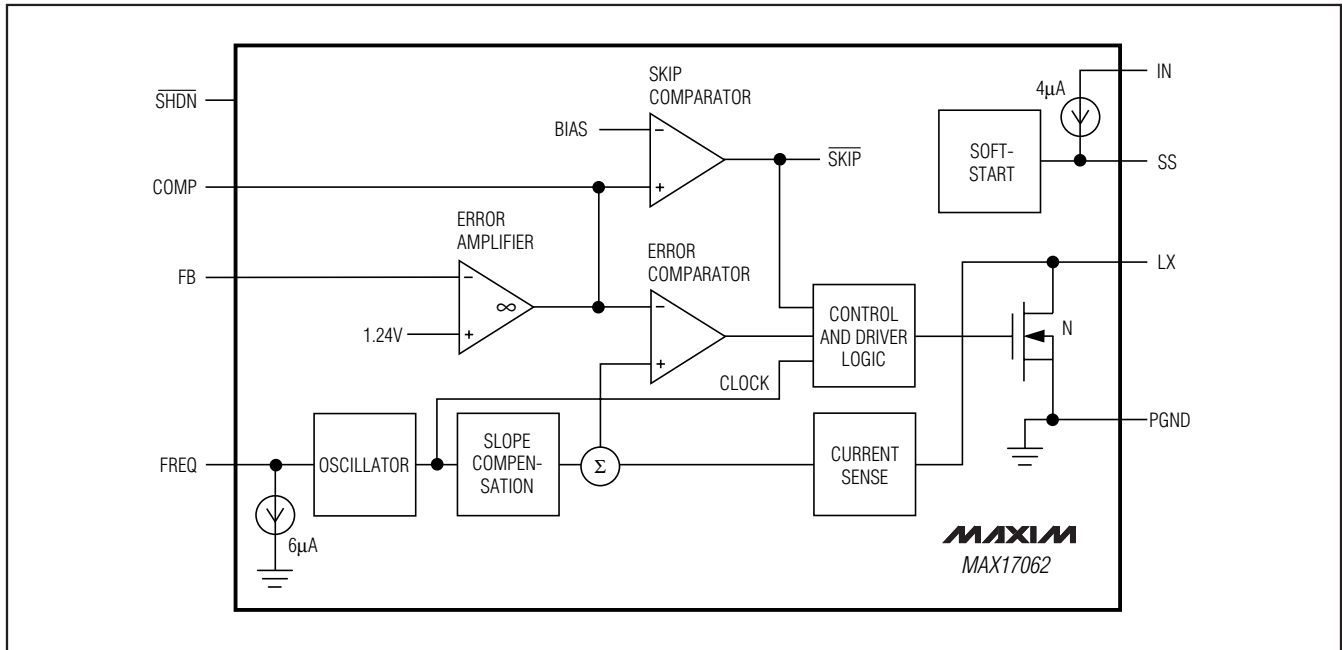 SKIP
COMPARATOR
IN
4µA
SHDN
BIAS
−
+
SKIP
SOFT-
START
SS
COMP
ERROR
AMPLIFIER
ERROR
COMPARATOR
LX
FB
−
∞
+
1.24V
−
+
CONTROL
AND DRIVER
LOGIC
N
CLOCK
PGND
FREQ
OSCILLATOR
SLOPE
COMPEN-
SATION
Σ
CURRENT
SENSE
6µA
MAXIM
MAX17062